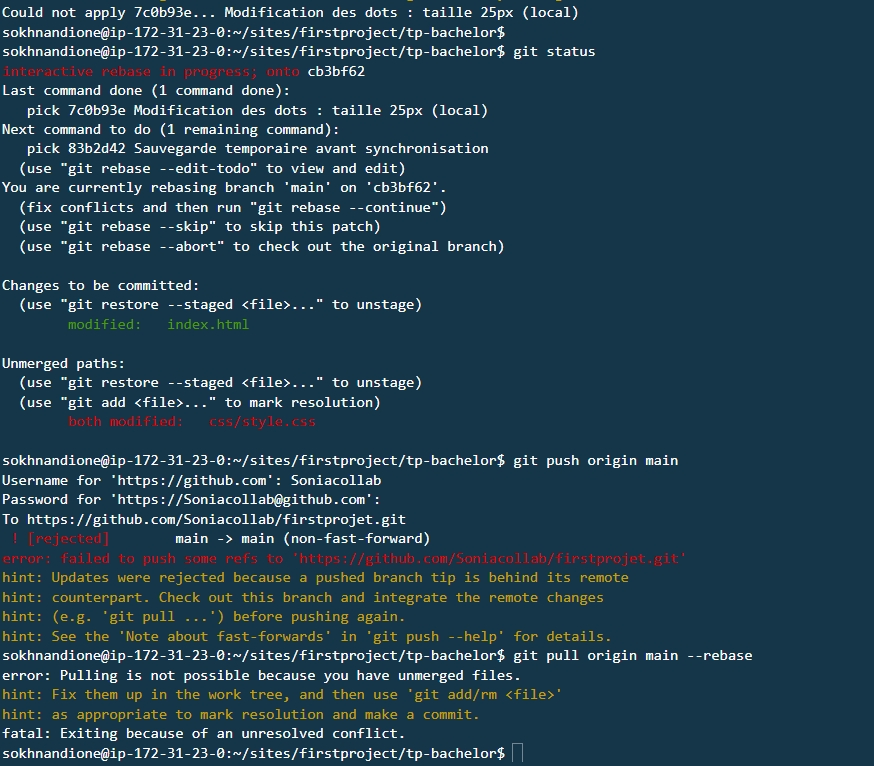 Could not apply 7c0b93e... Modification des dots : taille 25px (local)
sokhnandione@ip-172-31-23-0:~/sites/firstproject/tp-bachelor$
sokhnandione@ip-172-31-23-0:~/sites/firstproject/tp-bachelor$ git status
interactive rebase in progress; onto cb3bf62
Last command done (1 command done):
   pick 7c0b93e Modification des dots : taille 25px (local)
Next command to do (1 remaining command):
   pick 83b2d42 Sauvegarde temporaire avant synchronisation
  (use "git rebase --edit-todo" to view and edit)
You are currently rebasing branch 'main' on 'cb3bf62'.
  (fix conflicts and then run "git rebase --continue")
  (use "git rebase --skip" to skip this patch)
  (use "git rebase --abort" to check out the original branch)

Changes to be committed:
  (use "git restore --staged <file>..." to unstage)
        modified:   index.html

Unmerged paths:
  (use "git restore --staged <file>..." to unstage)
  (use "git add <file>..." to mark resolution)
        both modified:   css/style.css

sokhnandione@ip-172-31-23-0:~/sites/firstproject/tp-bachelor$ git push origin main
Username for 'https://github.com': Soniacollab
Password for 'https://Soniacollab@github.com':
To https://github.com/Soniacollab/firstprojet.git
 ! [rejected]        main -> main (non-fast-forward)
error: failed to push some refs to 'https://github.com/Soniacollab/firstprojet.git'
hint: Updates were rejected because a pushed branch tip is behind its remote
hint: counterpart. Check out this branch and integrate the remote changes
hint: (e.g. 'git pull ...') before pushing again.
hint: See the 'Note about fast-forwards' in 'git push --help' for details.
sokhnandione@ip-172-31-23-0:~/sites/firstproject/tp-bachelor$ git pull origin main --rebase
error: Pulling is not possible because you have unmerged files.
hint: Fix them up in the work tree, and then use 'git add/rm <file>'
hint: as appropriate to mark resolution and make a commit.
fatal: Exiting because of an unresolved conflict.
sokhnandione@ip-172-31-23-0:~/sites/firstproject/tp-bachelor$